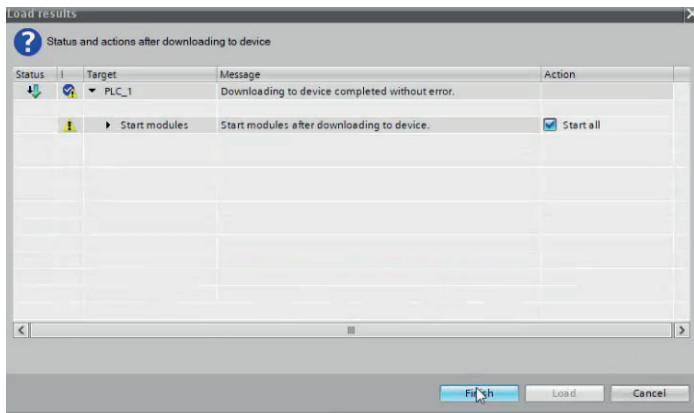 Load results
Status and actions after downloading to device
Status ! Target Message Action
PLC_1 Downloading to device completed without error.
Start modules Start modules after downloading to device. Start all
Finish Load Cancel